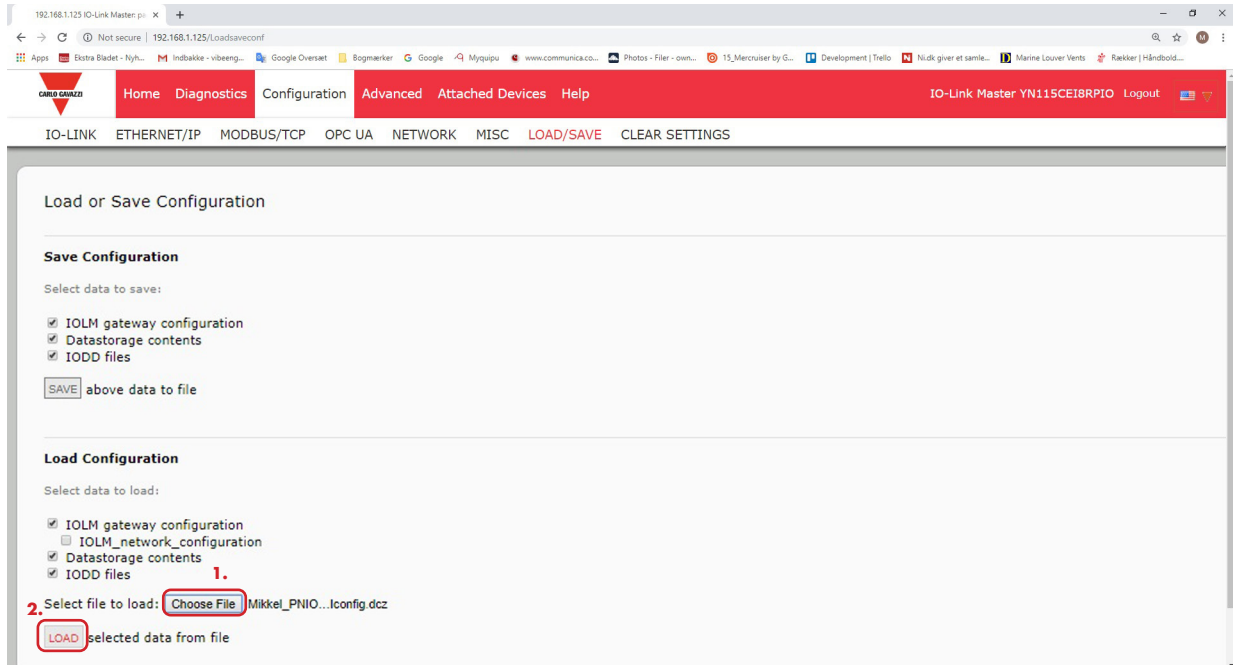 192.168.1.125 IO-Link Master: pa
Not secure | 192.168.1.125/Loadsaveconf
Apps Ekstra Bladet - Nyh... Indbakke - vibeeng... Google Oversæt Bogmærker Google Myquipu www.communica.co... Photos - Filer - own... 15_Mercruiser by G... Development | Trello Ni.dk giver et samle... Marine Louver Vents Rækker | Håndbold....
CARLO GAVAZZI
Home Diagnostics Configuration Advanced Attached Devices Help IO-Link Master YN115CEI8RPIO Logout
IO-LINK ETHERNET/IP MODBUS/TCP OPC UA NETWORK MISC LOAD/SAVE CLEAR SETTINGS
Load or Save Configuration
Save Configuration
Select data to save:
IOLM gateway configuration
Datastorage contents
IODD files
SAVE above data to file
Load Configuration
Select data to load:
IOLM gateway configuration
IOLM_network_configuration
Datastorage contents
IODD files
1.
Select file to load: Choose File Mikkel_PNIO...Iconfig.dcz
2.
LOAD selected data from file